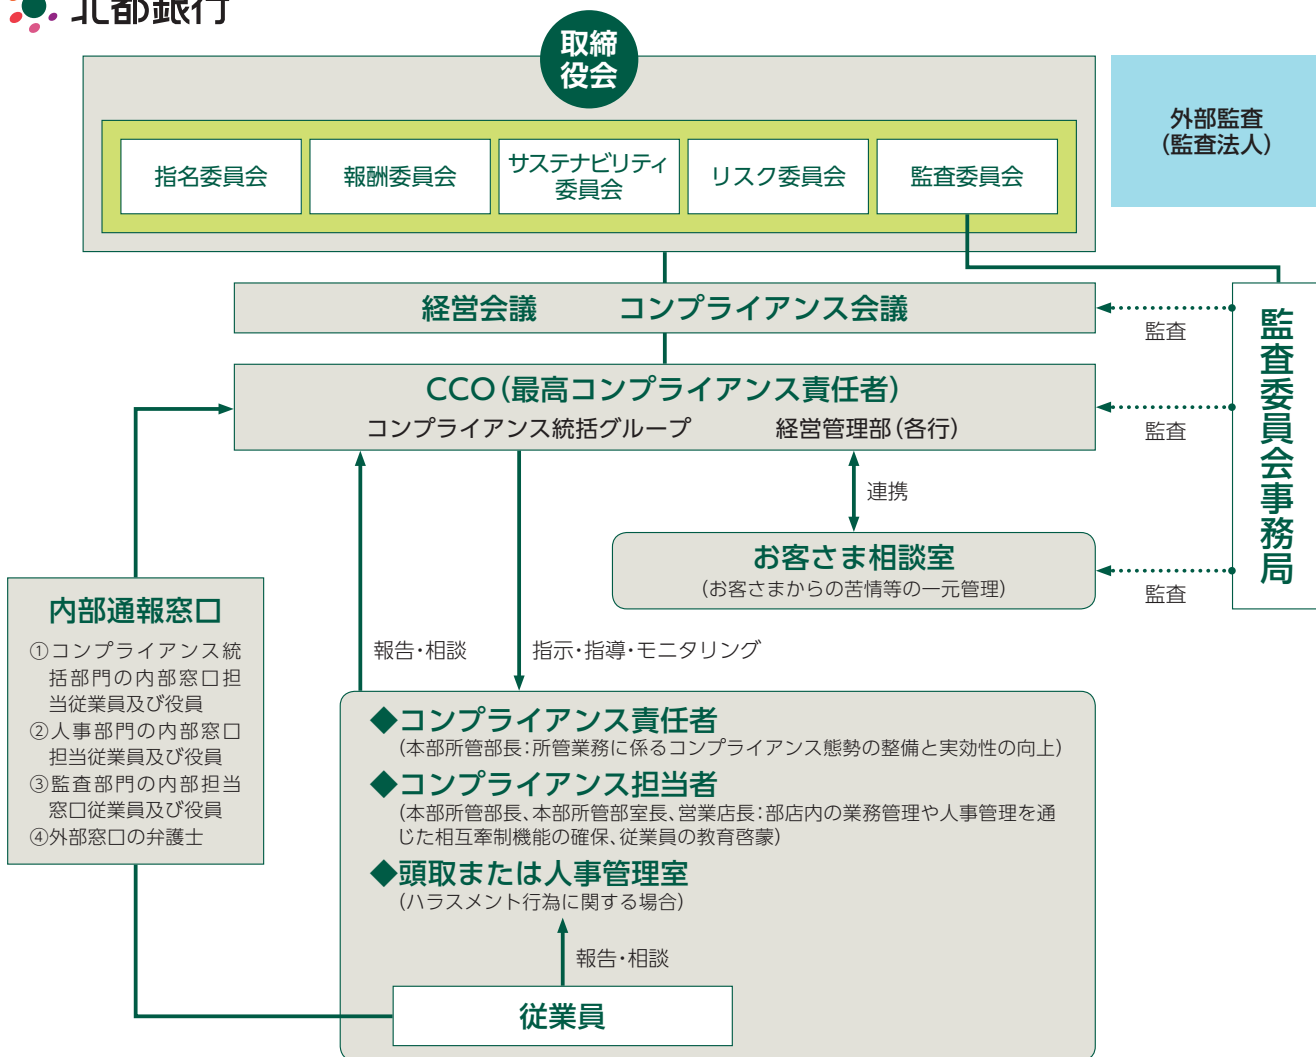 北都銀行
取締
役会
指名委員会
報酬委員会
サステナビリティ
委員会
リスク委員会
監査委員会
外部監査
(監査法人)
経営会議 コンプライアンス会議
監査
CCO(最高コンプライアンス責任者)
コンプライアンス統括グループ 経営管理部(各行)
監査
監査委員会事務局
連携
お客さま相談室
(お客さまからの苦情等の一元管理)
監査
内部通報窓口
①コンプライアンス統
括部門の内部窓口担
当従業員及び役員
②人事部門の内部窓口
担当従業員及び役員
③監査部門の内部担当
窓口従業員及び役員
④外部窓口の弁護士
報告・相談
指示・指導・モニタリング
◆コンプライアンス責任者
(本部所管部長:所管業務に係るコンプライアンス態勢の整備と実効性の向上)
◆コンプライアンス担当者
(本部所管部長、本部所管部室長、営業店長:部店内の業務管理や人事管理を通
じた相互牽制機能の確保、従業員の教育啓蒙)
◆頭取または人事管理室
(ハラスメント行為に関する場合)
報告・相談
従業員